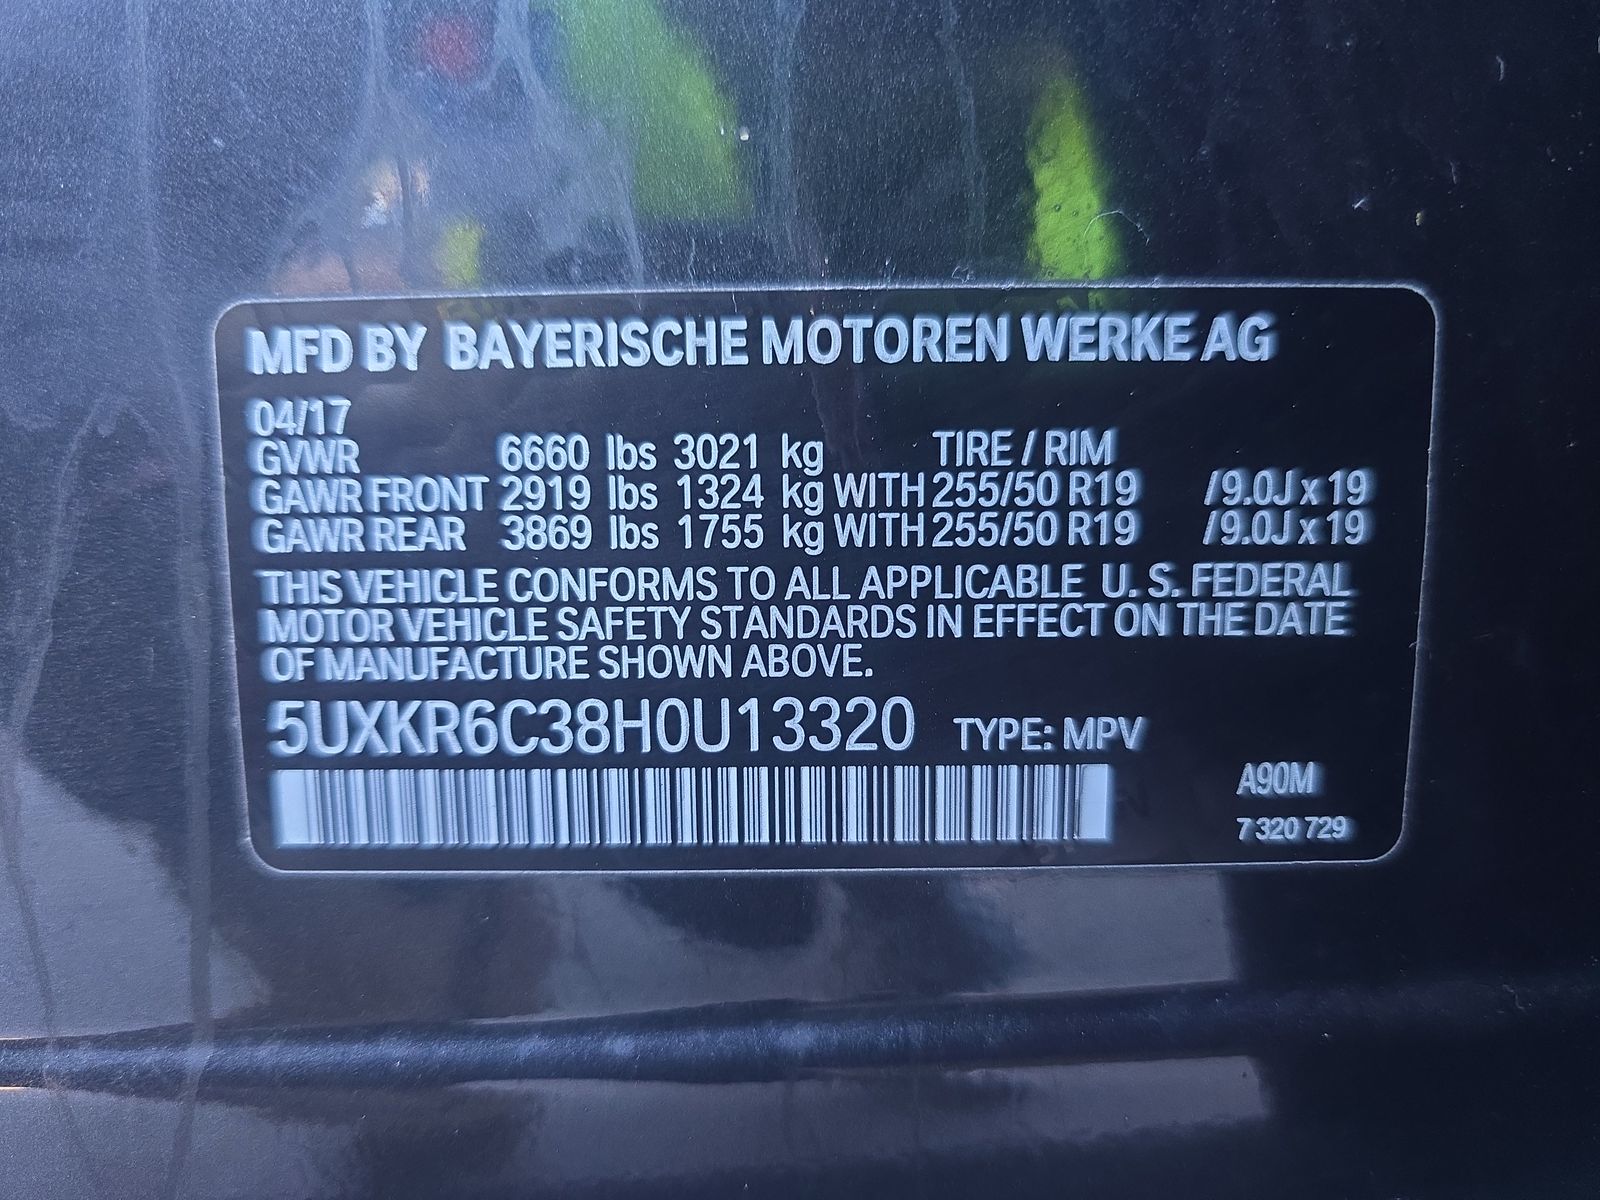 MFD BY BAYERISCHE MOTOREN WERKE AG
04/17
GVWR 6660 lbs 3021 kg TIRE / RIM
GAWR FRONT 2919 lbs 1324 kg WITH 255/50 R19 /9.0J x 19
GAWR REAR 3869 lbs 1755 kg WITH 255/50 R19 /9.0J x 19
THIS VEHICLE CONFORMS TO ALL APPLICABLE U. S. FEDERAL
MOTOR VEHICLE SAFETY STANDARDS IN EFFECT ON THE DATE
OF MANUFACTURE SHOWN ABOVE.
5UXKR6C38H0U13320 TYPE: MPV
A90M
7 320 729